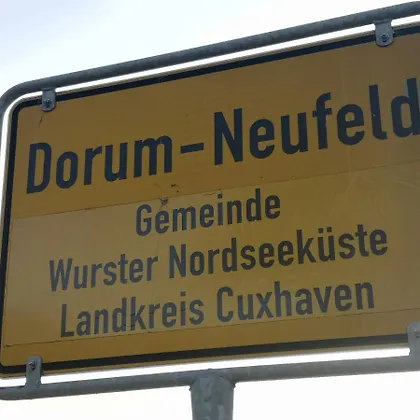 Dorum-Neufeld
Gemeinde
Wurster Nordseeküste
Landkreis Cuxhaven